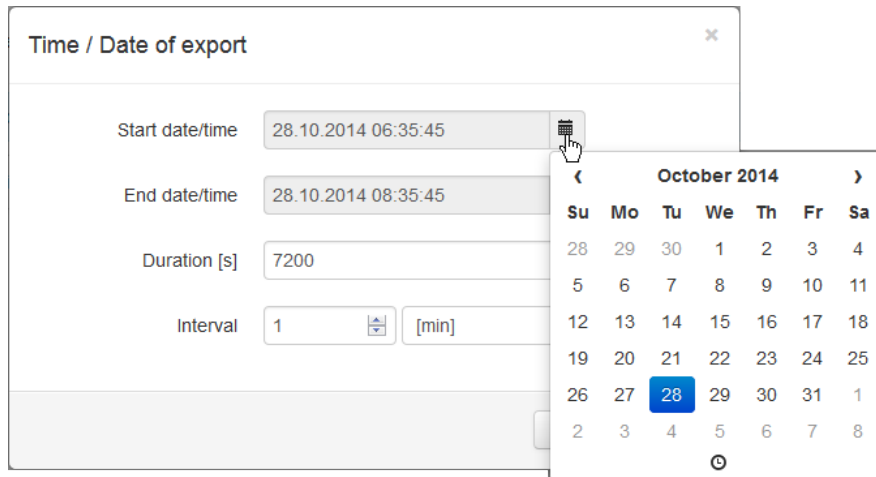 Time / Date of export ×
Start date/time 28.10.2014 06:35:45
End date/time 28.10.2014 08:35:45
Duration [s] 7200
Interval 1 [min]
‹ October 2014 ›
Su Mo Tu We Th Fr Sa
28 29 30 1 2 3 4
5 6 7 8 9 10 11
12 13 14 15 16 17 18
19 20 21 22 23 24 25
26 27 28 29 30 31 1
2 3 4 5 6 7 8